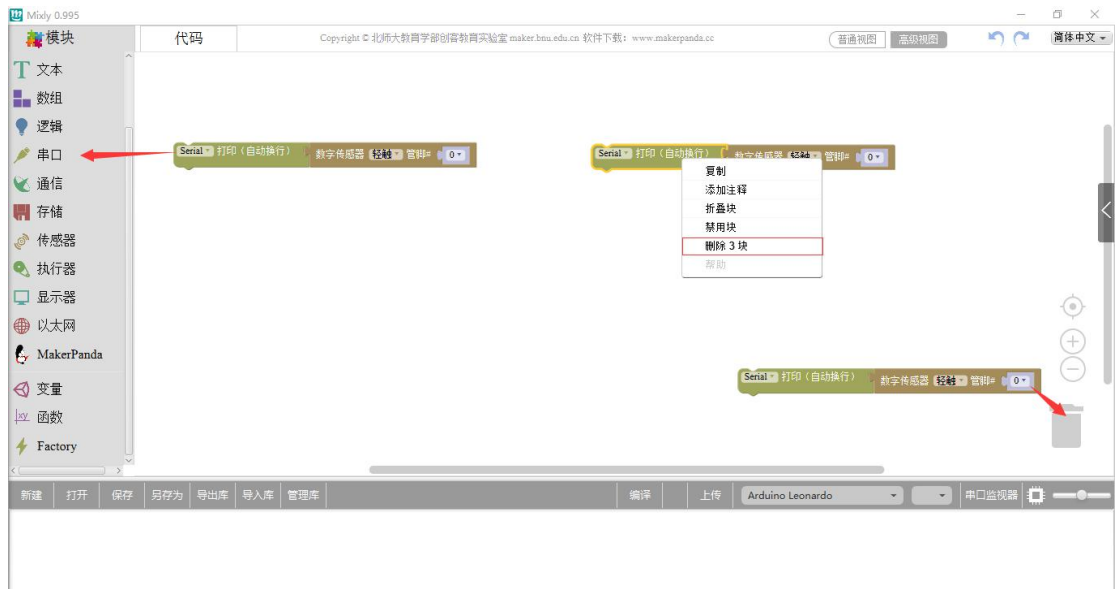 Mixly 0.995
模块
代码
Copyright © 北师大教育学部创客教育实验室 maker.bnu.edu.cn 软件下载：www.makerpanda.cc
普通视图
高级视图
简体中文
文本
数组
逻辑
串口
通信
存储
传感器
执行器
显示器
以太网
MakerPanda
变量
函数
Factory
Serial 打印（自动换行） 数字传感器 轻触 管脚= 0
Serial 打印（自动换行） 数字传感器 轻触 管脚= 0
复制
添加注释
折叠块
禁用块
删除 3 块
帮助
Serial 打印（自动换行） 数字传感器 轻触 管脚= 0
新建 打开 保存 另存为 导出库 导入库 管理库 编译 上传 Arduino Leonardo 串口监视器